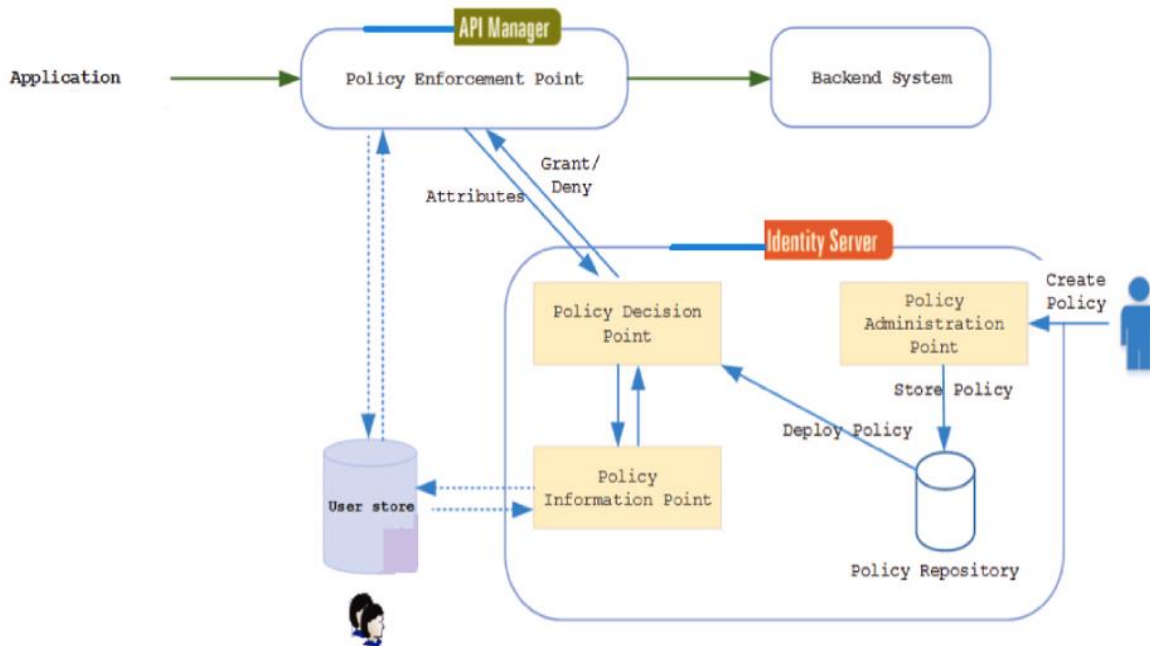 API Manager
Application
Policy Enforcement Point
Backend System
Grant/
Deny
Attributes
Identity Server
Create
Policy
Policy Decision
Point
Policy
Administration
Point
Store Policy
Deploy Policy
Policy
Information Point
User store
Policy Repository